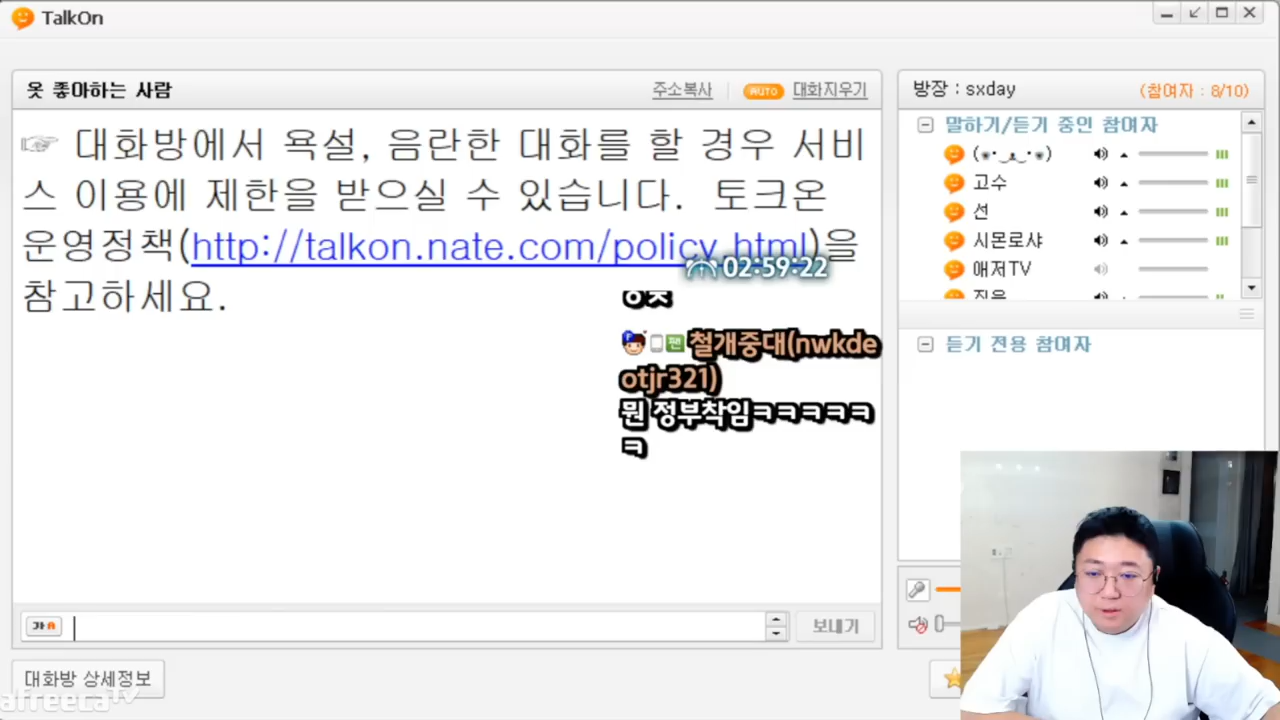 TalkOn
옷 좋아하는 사람
주소복사
AUTO
대화지우기
☞ 대화방에서 욕설, 음란한 대화를 할 경우 서비
스 이용에 제한을 받으실 수 있습니다. 토크온
운영정책(http://talkon.nate.com/policy.html)을
참고하세요.
02:59:22
철개중대(nwkde
otjr321)
뭔 정부착임ㅋㅋㅋㅋㅋ
ㅋ
가
보내기
대화방 상세정보
afreecaTV
방장 : sxday
(참여자 : 8/10)
말하기/듣기 중인 참여자
고수
선
시몬로샤
애저TV
듣기 전용 참여자